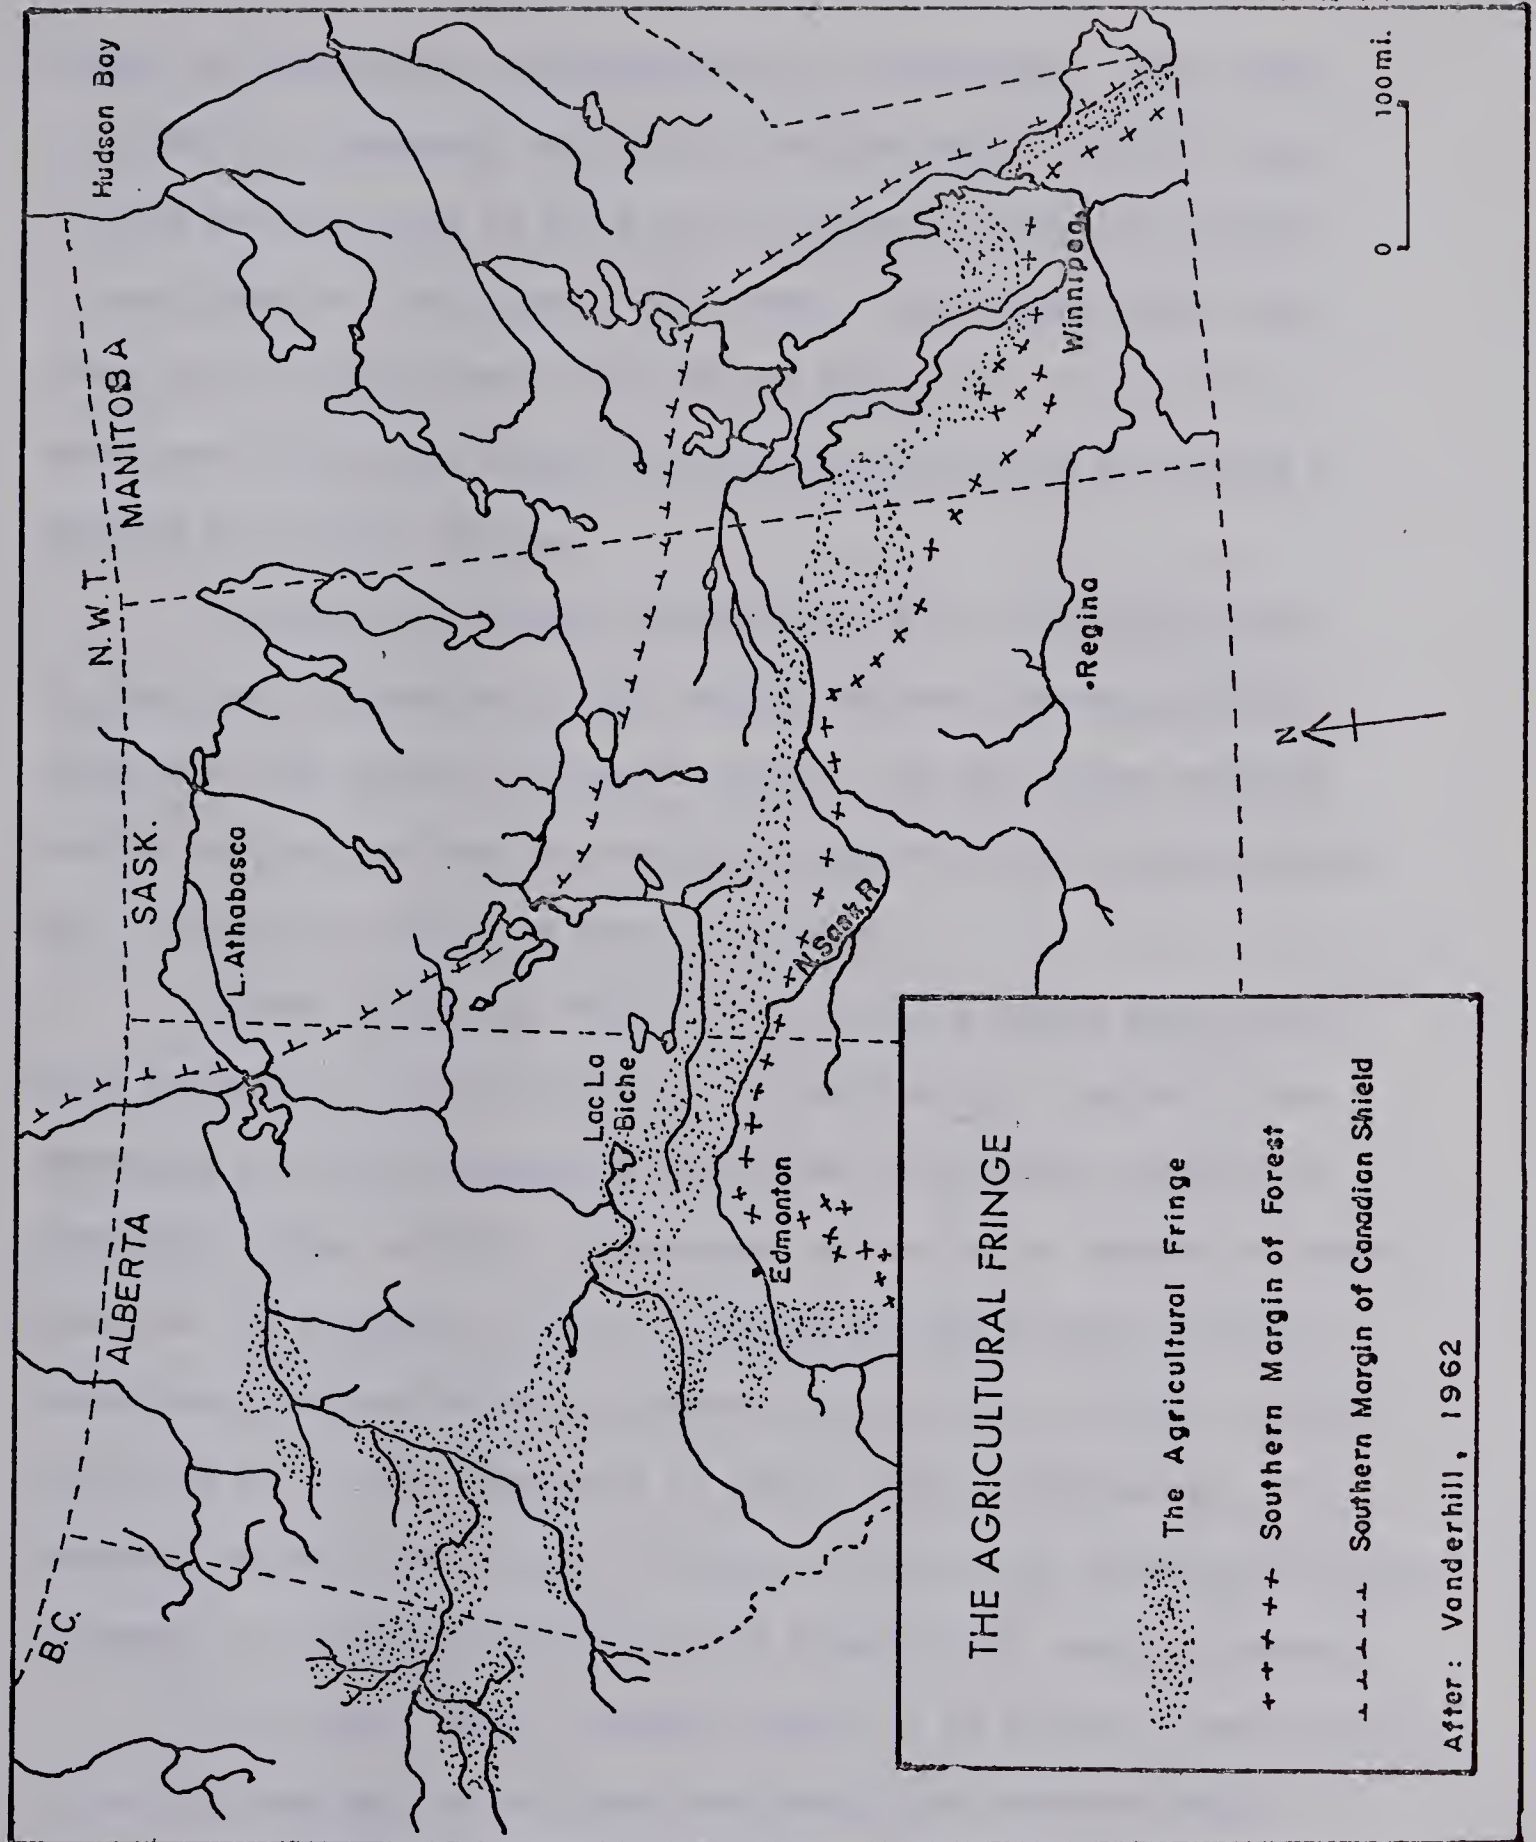 Hudson Bay
N.W.T.
MANITOBA
SASK.
ALBERTA
B.C.
L. Athabasca
Lac La
Biche
Edmonton
N. Sask. R.
Regina
Winnipeg
N
0 100 mi.
THE AGRICULTURAL FRINGE
The Agricultural Fringe
Southern Margin of Forest
Southern Margin of Canadian Shield
After: Vanderhill, 1962